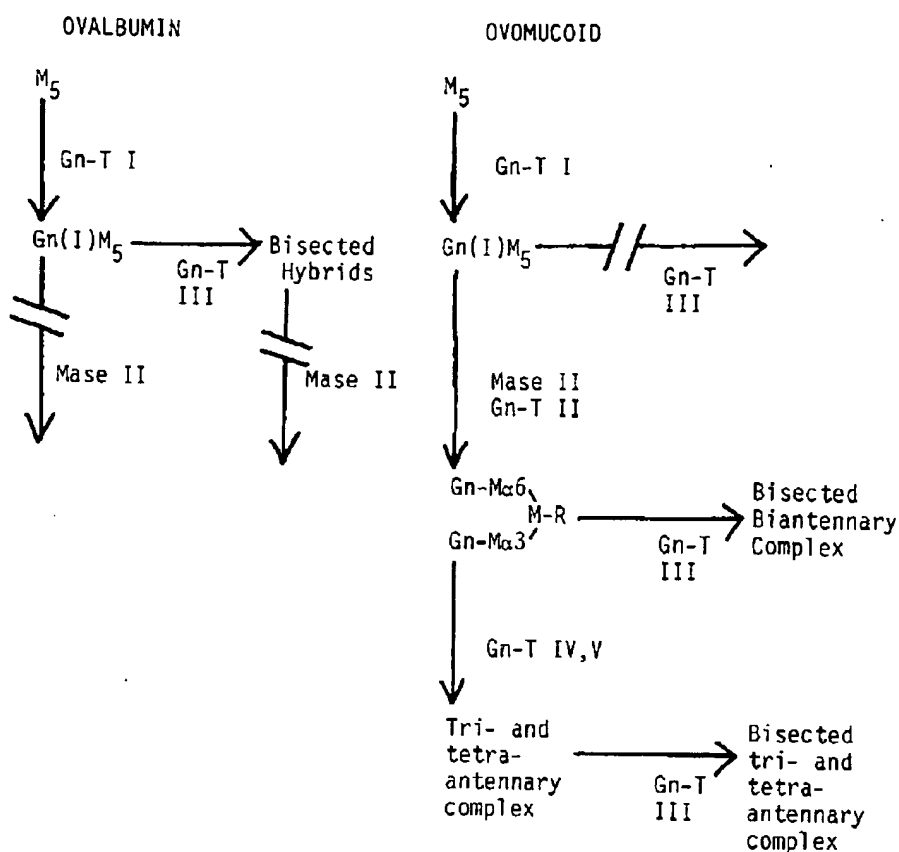 OVALBUMIN
M5
Gn-T I
Gn(I)M5
Gn-T
III
Bisected
Hybrids
Mase II
Mase II
OVOMUCOID
M5
Gn-T I
Gn(I)M5
Gn-T
III
Mase II
Gn-T II
Gn-Mα6
M-R
Gn-Mα3
Gn-T
III
Bisected
Biantennary
Complex
Gn-T IV,V
Tri- and
tetra-
antennary
complex
Gn-T
III
Bisected
tri- and
tetra-
antennary
complex